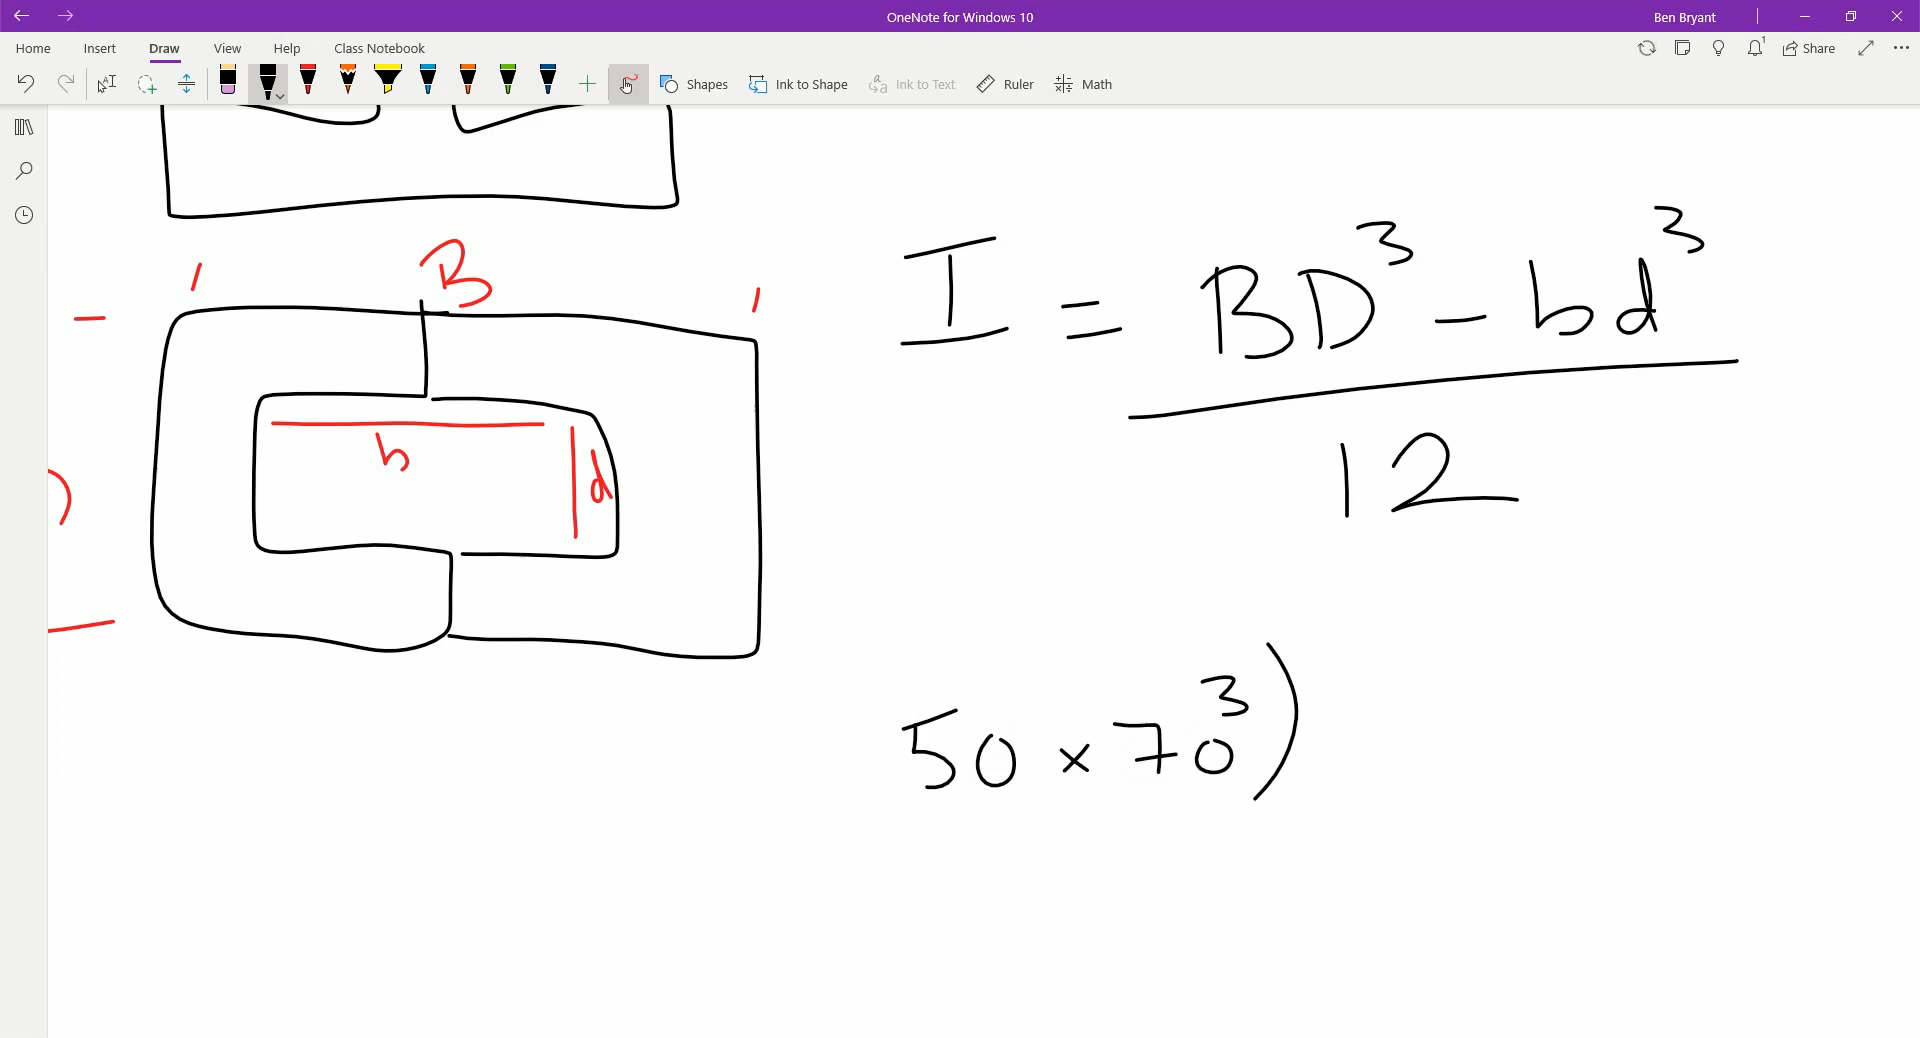 OneNote for Windows 10
Ben Bryant
Home Insert Draw View Help Class Notebook
1
Share
Shapes
Ink to Shape
Ink to Text
Ruler
Math
B
b
d
I = BD³ - bd³
12
50 × 70³)